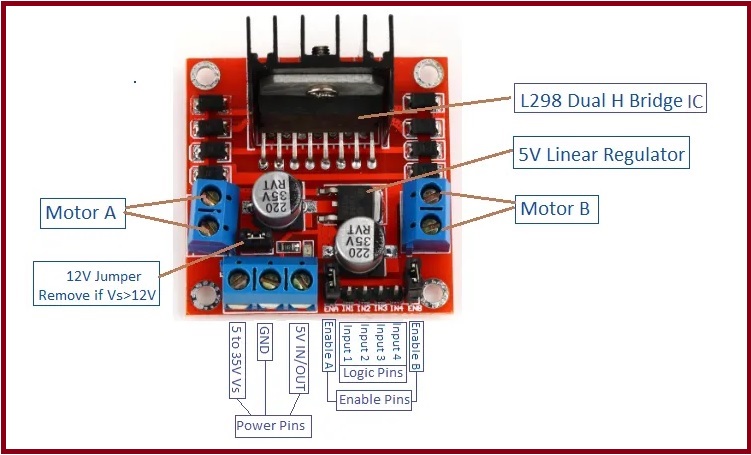 L298 Dual H Bridge IC
5V Linear Regulator
Motor A
Motor B
12V Jumper
Remove if Vs>12V
220
35V
RVT
220
35V
RVT
ENA IN1 IN2 IN3 IN4 ENB
5 to 35V Vs
GND
5V IN/OUT
Enable A
Input 1
Input 2
Input 3
Input 4
Enable B
Logic Pins
Enable Pins
Power Pins